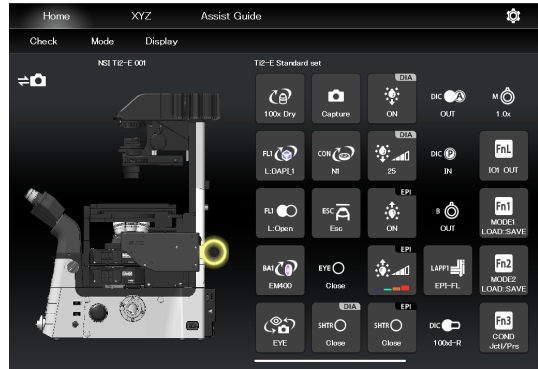 Home XYZ Assist Guide
Check Mode Display
NSI Ti2-E 001
Ti2-E Standard set
100x Dry
Capture
DIA
ON
DIC A
OUT
M
1.0x
FL1
L:DAPI_1
CON
N1
DIA
25
DIC P
IN
FnL
IO1 OUT
FL1
L:Open
ESC
Esc
EPI
ON
B
OUT
Fn1
MODE1
LOAD:SAVE
BA1
EM400
EYE
Close
EPI
LAPP1
EPI-FL
Fn2
MODE2
LOAD:SAVE
EYE
DIA
SHTR
Close
EPI
SHTR
Close
DIC
100xI-R
Fn3
COND
Jctl/Prs